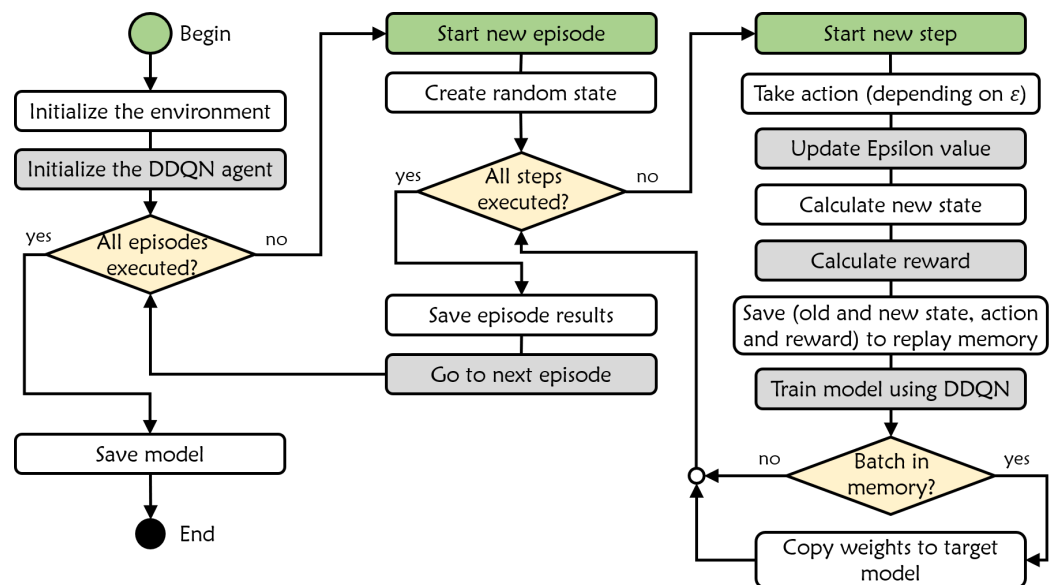 Begin
Initialize the environment
Initialize the DDQN agent
All episodes
executed?
yes
no
Save model
End
Start new episode
Create random state
All steps
executed?
yes
no
Save episode results
Go to next episode
Start new step
Take action (depending on ε)
Update Epsilon value
Calculate new state
Calculate reward
Save (old and new state, action
and reward) to replay memory
Train model using DDQN
Batch in
memory?
no
yes
Copy weights to target
model